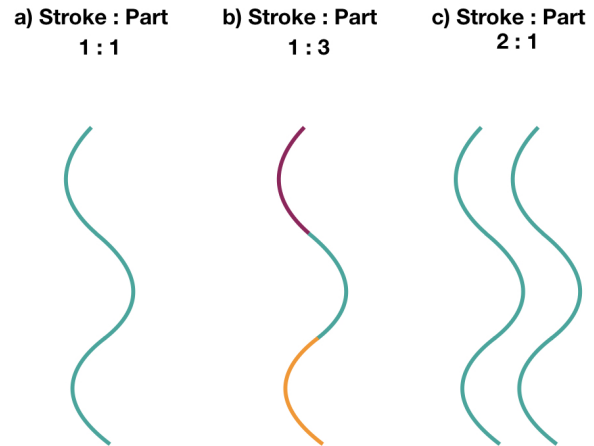 a) Stroke : Part
1 : 1
b) Stroke : Part
1 : 3
c) Stroke : Part
2 : 1